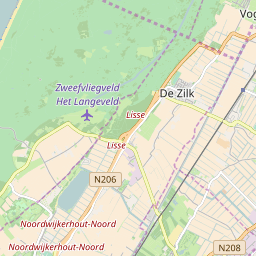 Vog
Zweefvliegveld
Het Langeveld
De Zilk
Lisse
Lisse
N206
Noordwijkerhout-Noord
Noordwijkerhout-Noord
N208